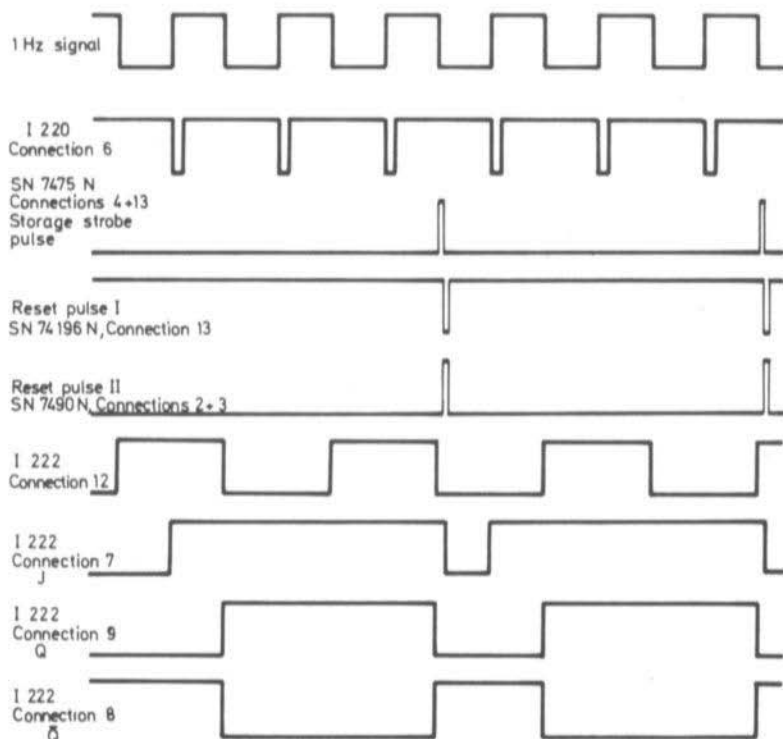 1 Hz signal
I 220
Connection 6
SN 7475 N
Connections 4+13
Storage strobe
pulse
Reset pulse I
SN 74196 N, Connection 13
Reset pulse II
SN 7490 N, Connections 2+3
I 222
Connection 12
I 222
Connection 7
J
I 222
Connection 9
Q
I 222
Connection 8
Q̄